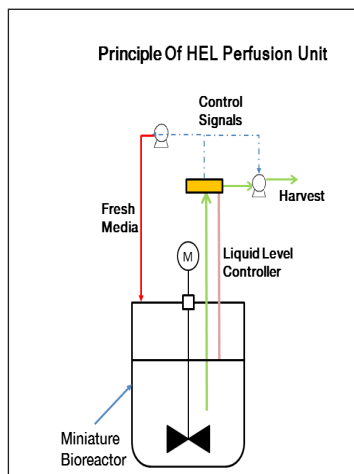 Principle Of HEL Perfusion Unit
Control
Signals
Harvest
Fresh
Media
M
Liquid Level
Controller
Miniature
Bioreactor